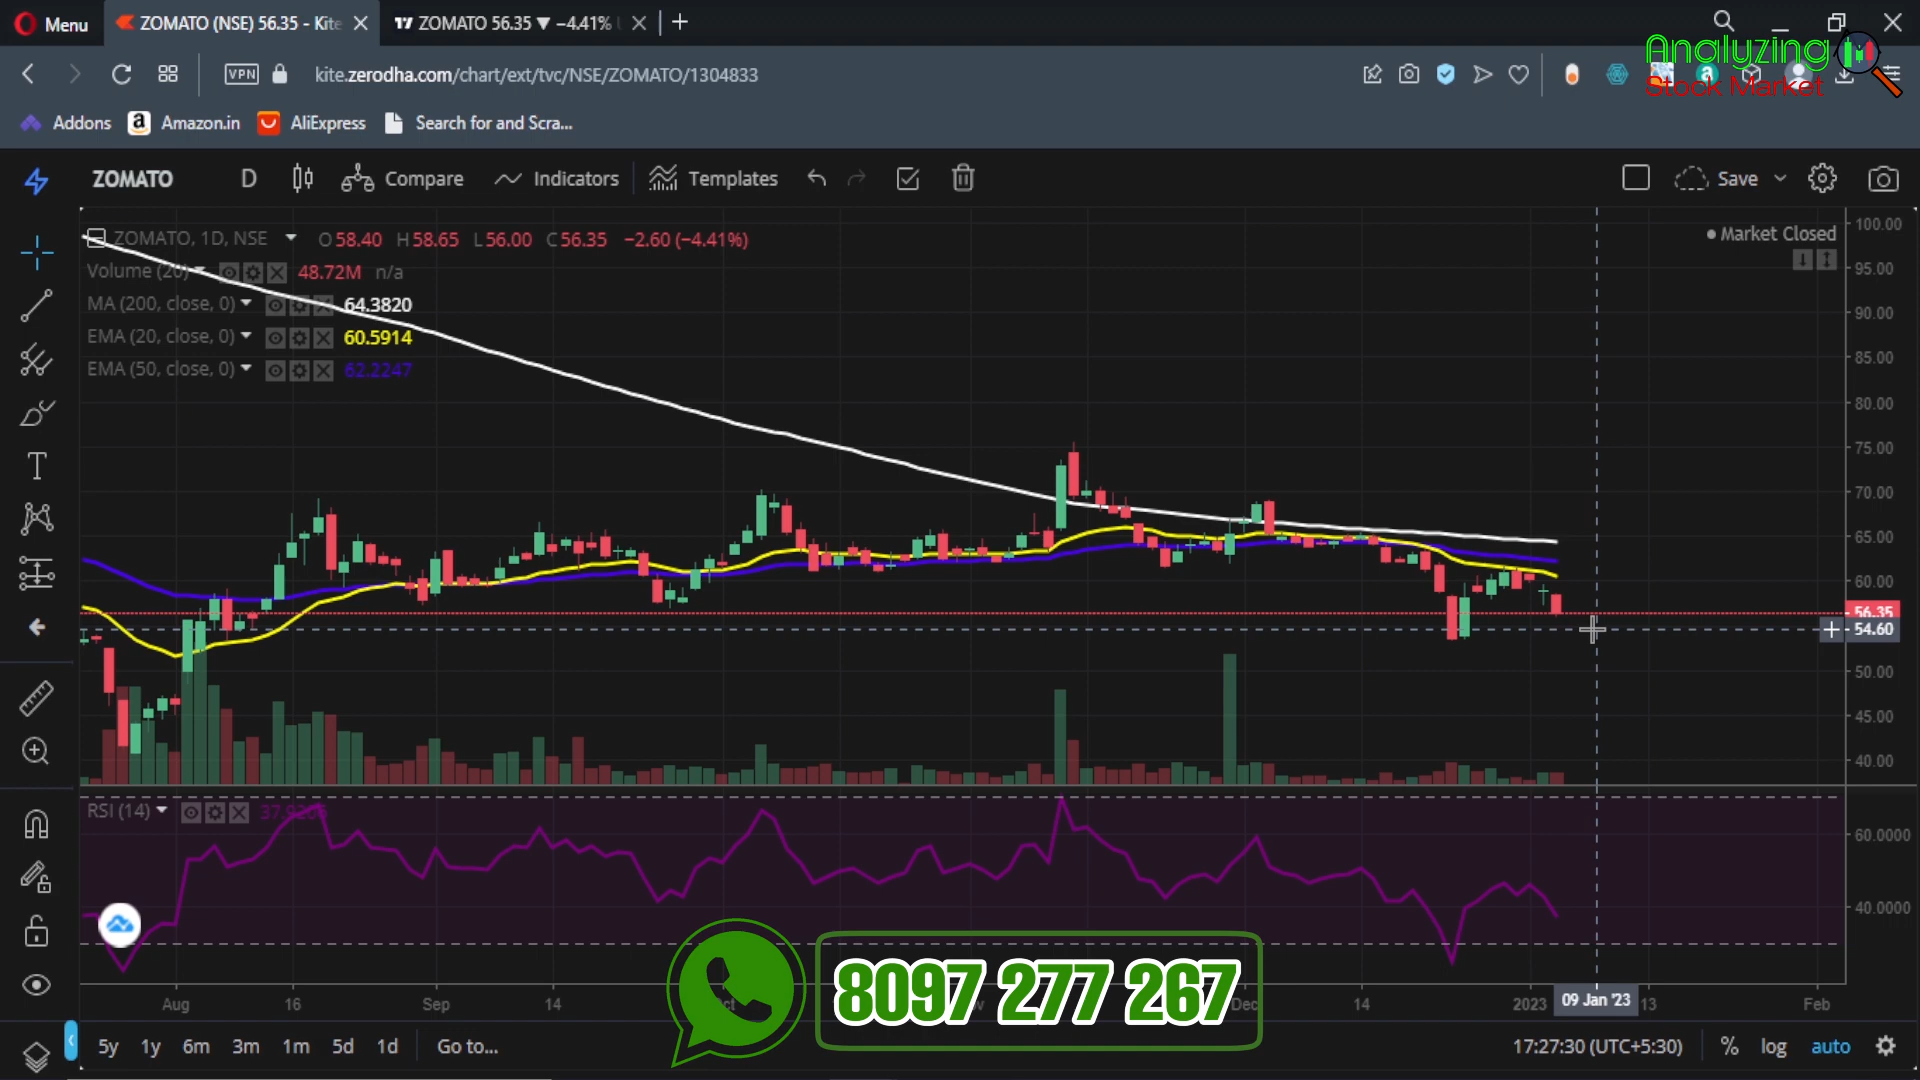 Menu
ZOMATO (NSE) 56.35 - Kite
ZOMATO 56.35 ▼ −4.41%
Analyzing
Stock Market
VPN
kite.zerodha.com/chart/ext/tvc/NSE/ZOMATO/1304833
Addons
Amazon.in
AliExpress
Search for and Scra...
ZOMATO
D
Compare
Indicators
Templates
Save
ZOMATO, 1D, NSE
O 58.40 H 58.65 L 56.00 C 56.35 −2.60 (−4.41%)
Market Closed
Volume (20) 48.72M n/a
MA (200, close, 0) 64.3820
EMA (20, close, 0) 60.5914
EMA (50, close, 0) 62.2247
100.00
95.00
90.00
85.00
80.00
75.00
70.00
65.00
60.00
56.35
54.60
50.00
45.00
40.00
RSI (14)
60.0000
40.0000
8097 277 267
Aug
16
Sep
14
Dec
14
2023
09 Jan '23
13
Feb
5y 1y 6m 3m 1m 5d 1d Go to...
17:27:30 (UTC+5:30) % log auto